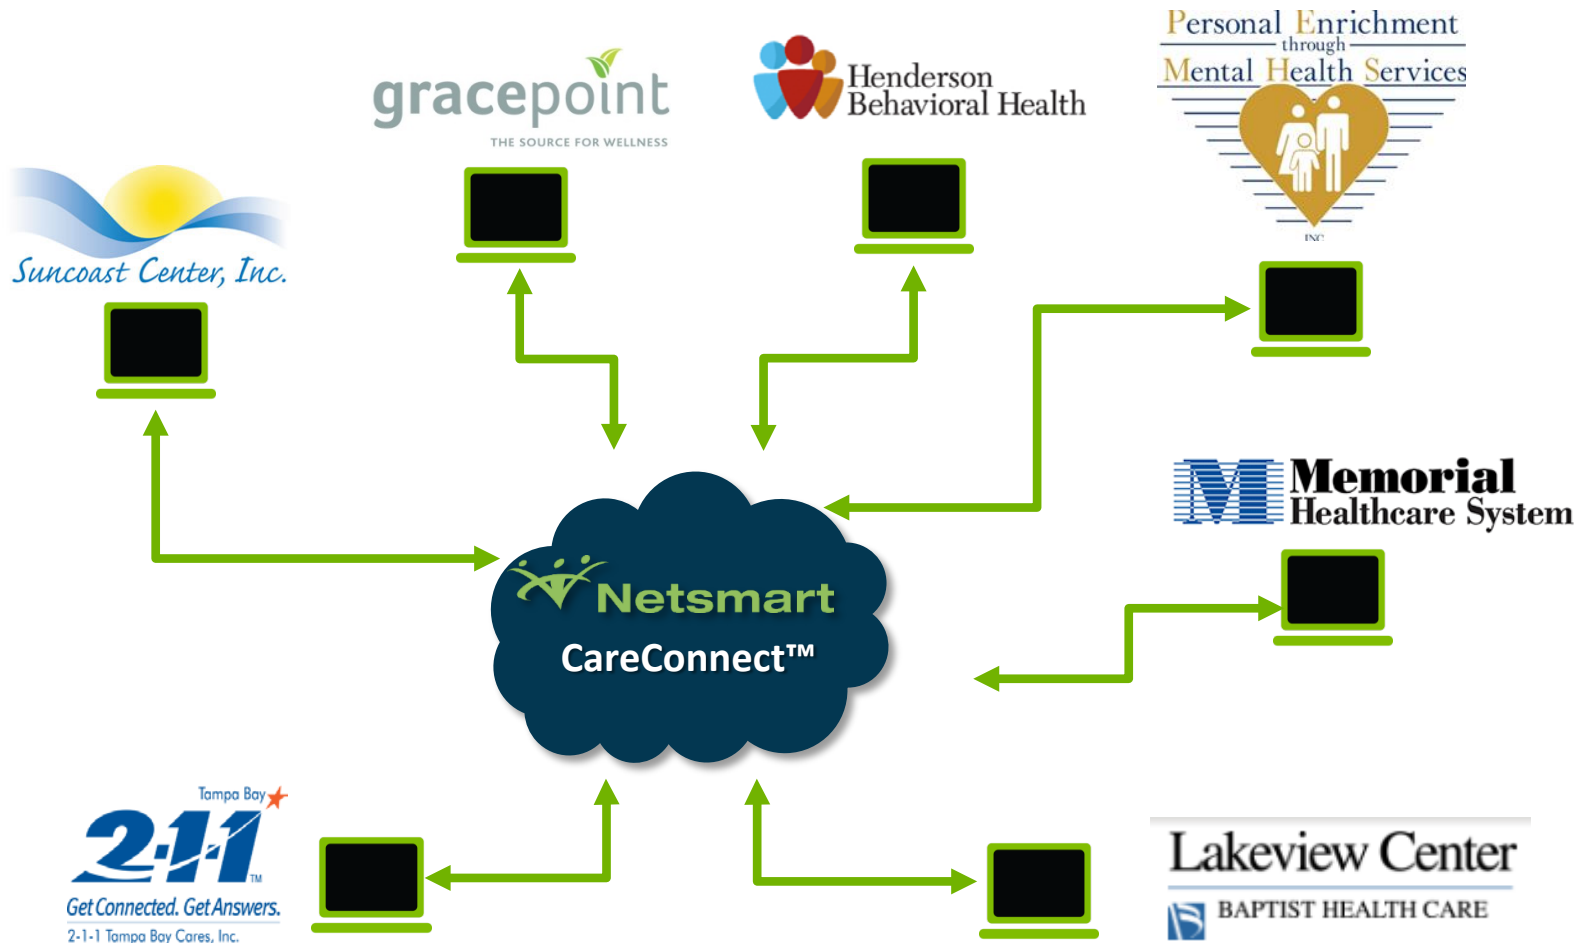 Personal Enrichment
through
Mental Health Services
INC
gracepoint
THE SOURCE FOR WELLNESS
Henderson
Behavioral Health
Suncoast Center, Inc.
Memorial
Healthcare System
Netsmart
CareConnect™
Tampa Bay
2-1-1™
Get Connected. Get Answers.
2-1-1 Tampa Bay Cares, Inc.
Lakeview Center
BAPTIST HEALTH CARE